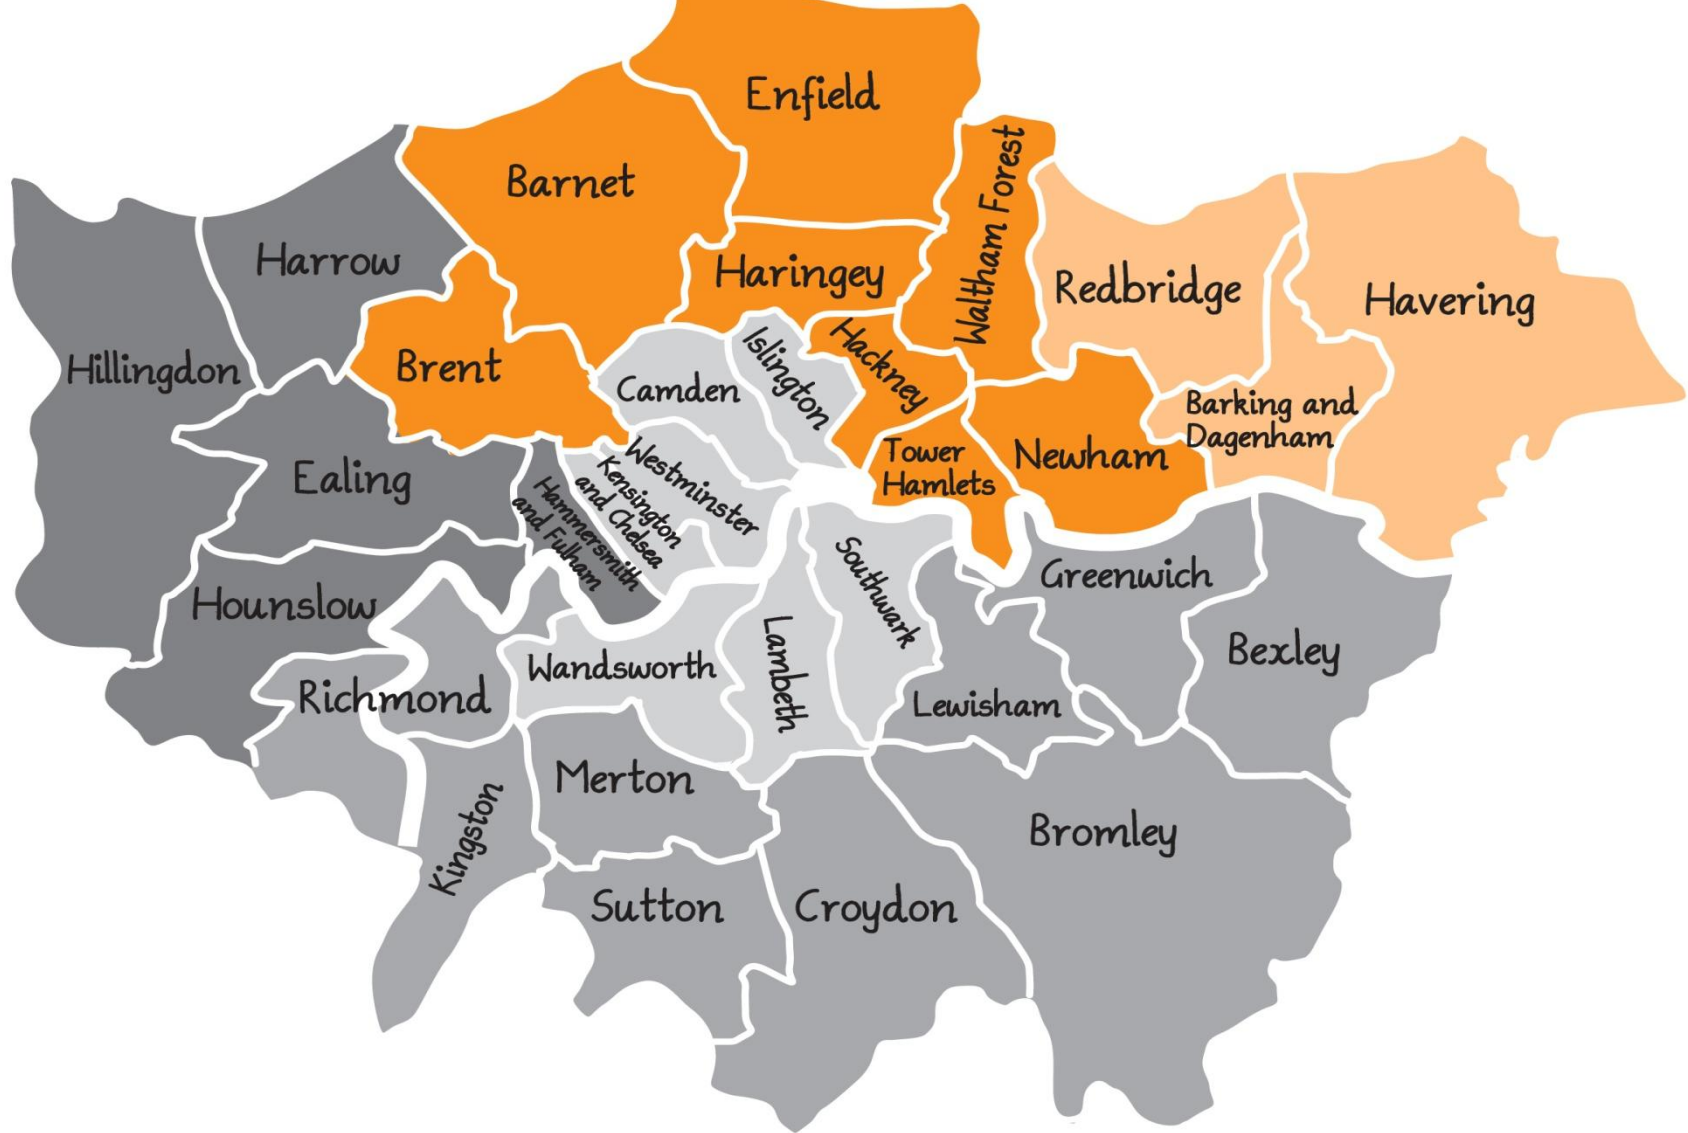 Enfield
Barnet
Waltham Forest
Harrow
Haringey
Redbridge
Havering
Hillingdon
Brent
Camden
Islington
Hackney
Barking and
Dagenham
Ealing
Westminster
Kensington
and Chelsea
Hammersmith
and Fulham
Tower
Hamlets
Newham
Hounslow
Southwark
Greenwich
Richmond
Wandsworth
Lambeth
Lewisham
Bexley
Merton
Kingston
Bromley
Sutton
Croydon